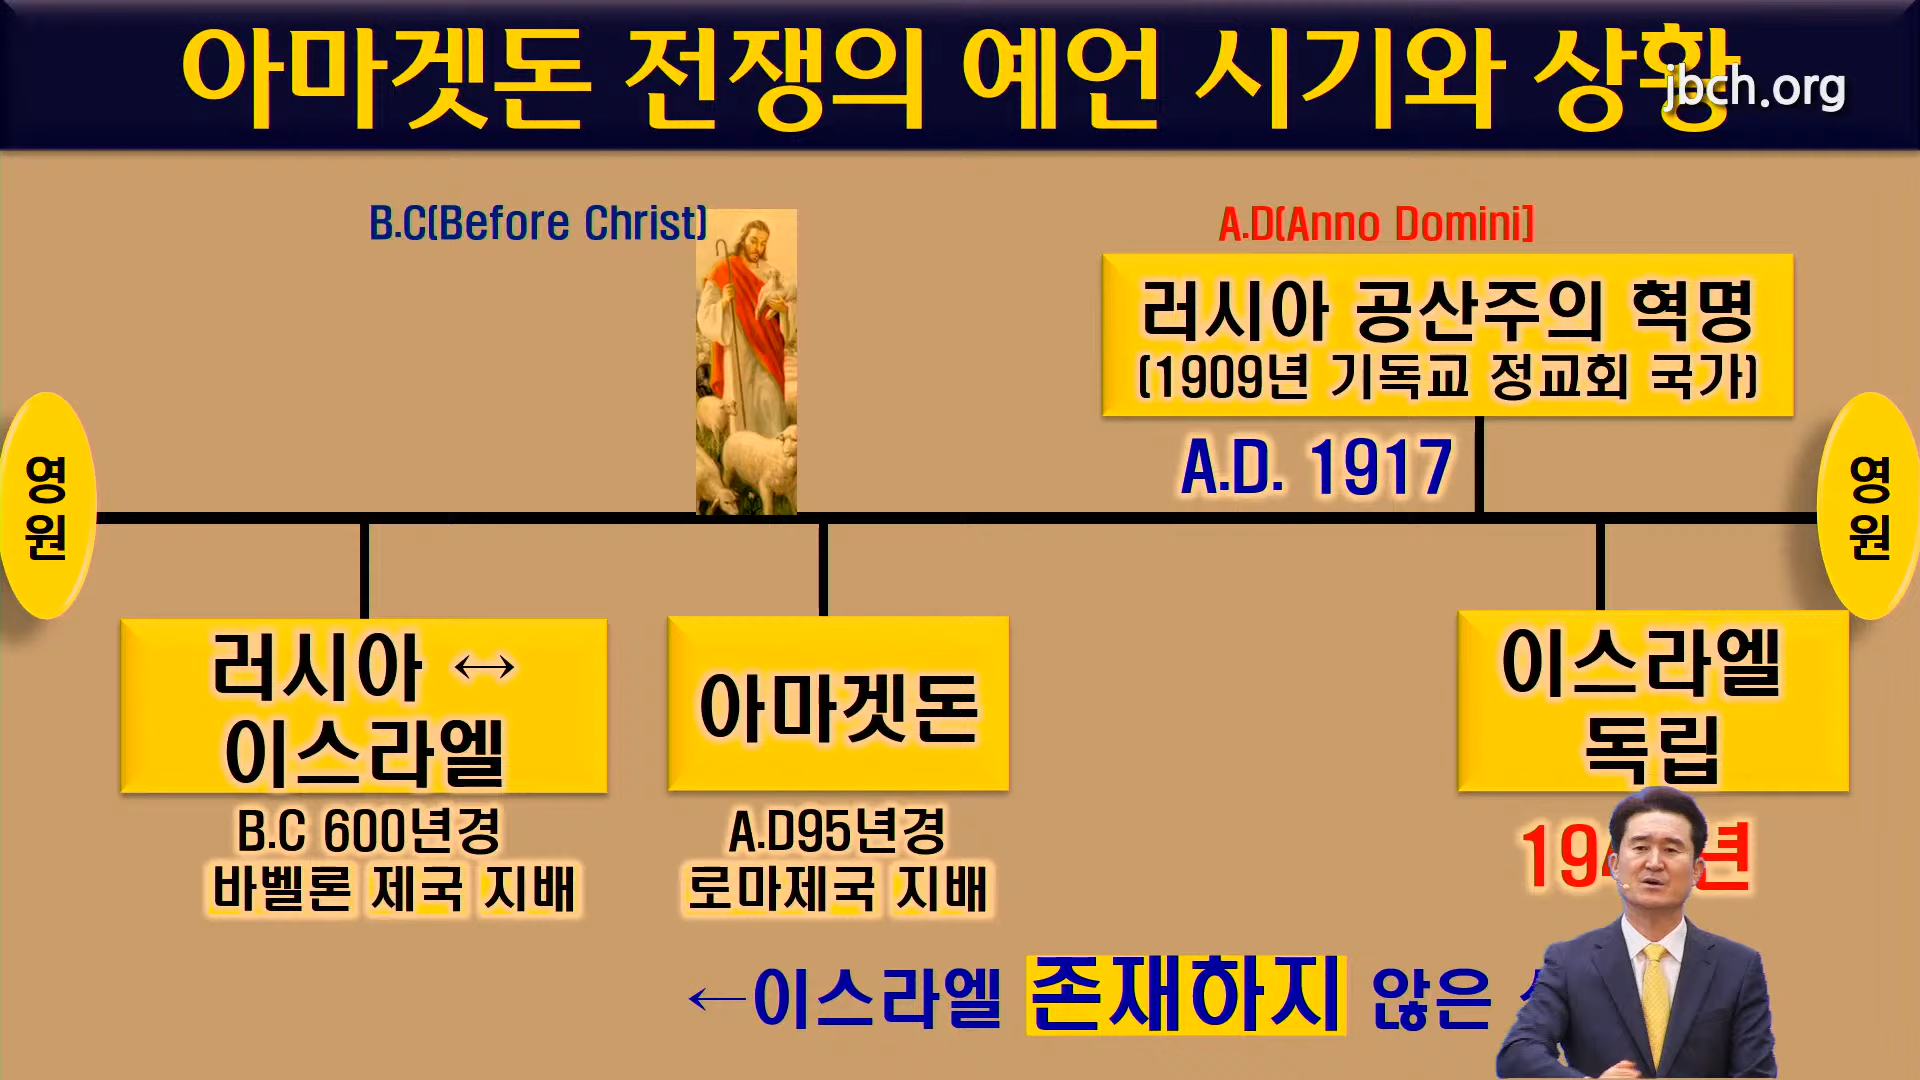 아마겟돈 전쟁의 예언 시기와 상황
jbch.org
B.C(Before Christ)
A.D(Anno Domini]
러시아 공산주의 혁명
(1909년 기독교 정교회 국가)
A.D. 1917
영원
영원
러시아 ↔
이스라엘
B.C 600년경
바벨론 제국 지배
아마겟돈
A.D95년경
로마제국 지배
이스라엘
독립
←이스라엘 존재하지 않은